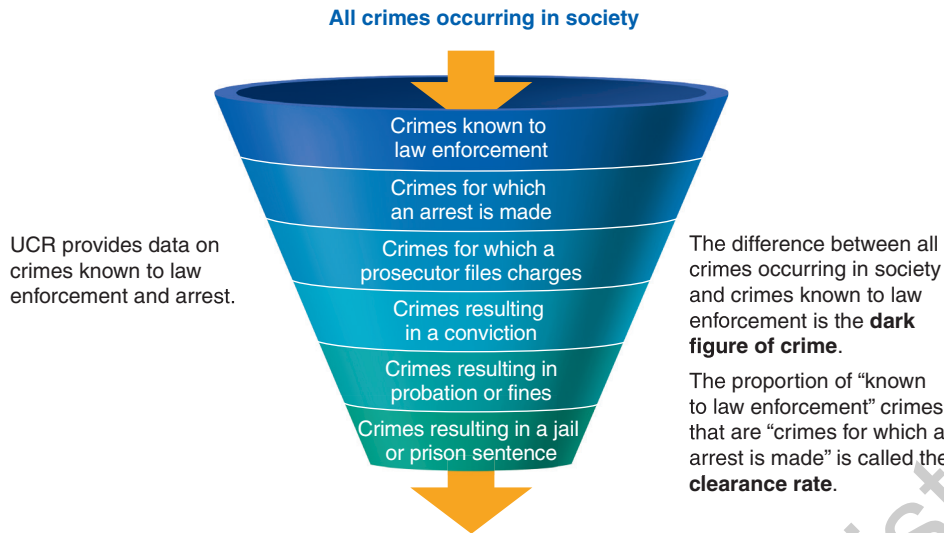 All crimes occurring in society
Crimes known to
law enforcement
Crimes for which
an arrest is made
Crimes for which a
prosecutor files charges
Crimes resulting
in a conviction
Crimes resulting in
probation or fines
Crimes resulting in a jail
or prison sentence
UCR provides data on
crimes known to law
enforcement and arrest.
The difference between all
crimes occurring in society
and crimes known to law
enforcement is the dark
figure of crime.
The proportion of “known
to law enforcement” crimes
that are “crimes for which a
arrest is made” is called the
clearance rate.